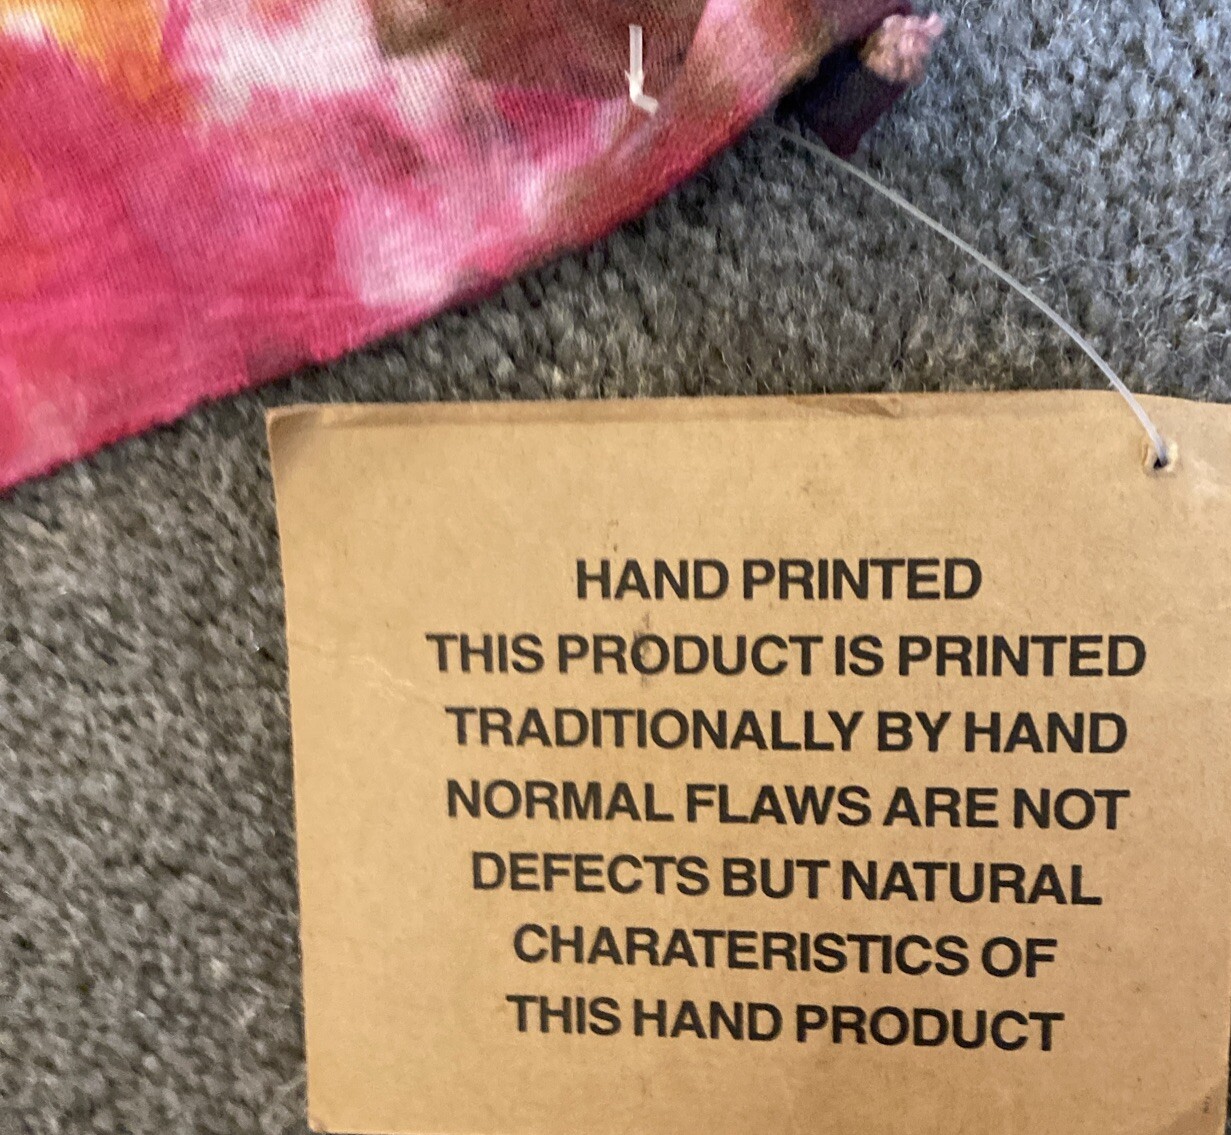 HAND PRINTED
THIS PRODUCT IS PRINTED
TRADITIONALLY BY HAND
NORMAL FLAWS ARE NOT
DEFECTS BUT NATURAL
CHARATERISTICS OF
THIS HAND PRODUCT